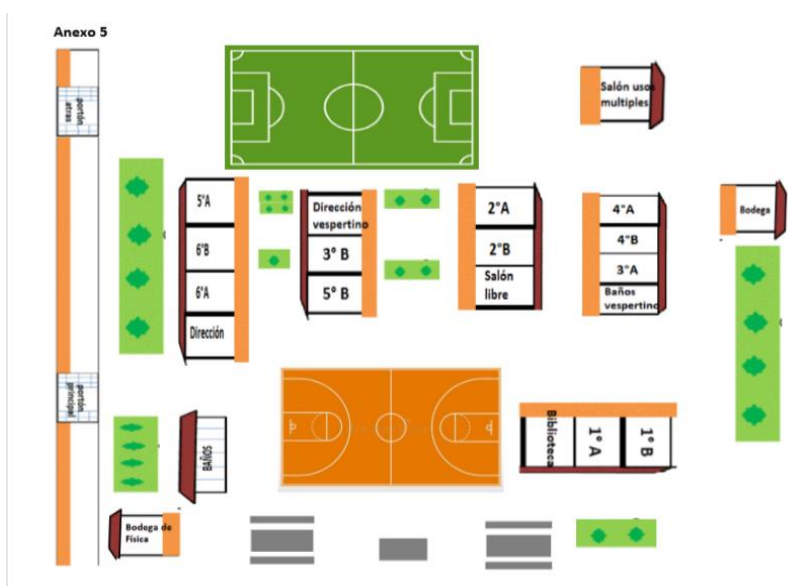 Anexo 5
portón
atras
Salón usos
multiples
5°A
6°B
6°A
Dirección
Dirección
vespertino
3° B
5° B
2°A
2°B
Salón
libre
4°A
4°B
3°A
Baños
vespertino
Bodega
portón
principal
BAÑOS
Biblioteca
1° A
1° B
Bodega de
Física